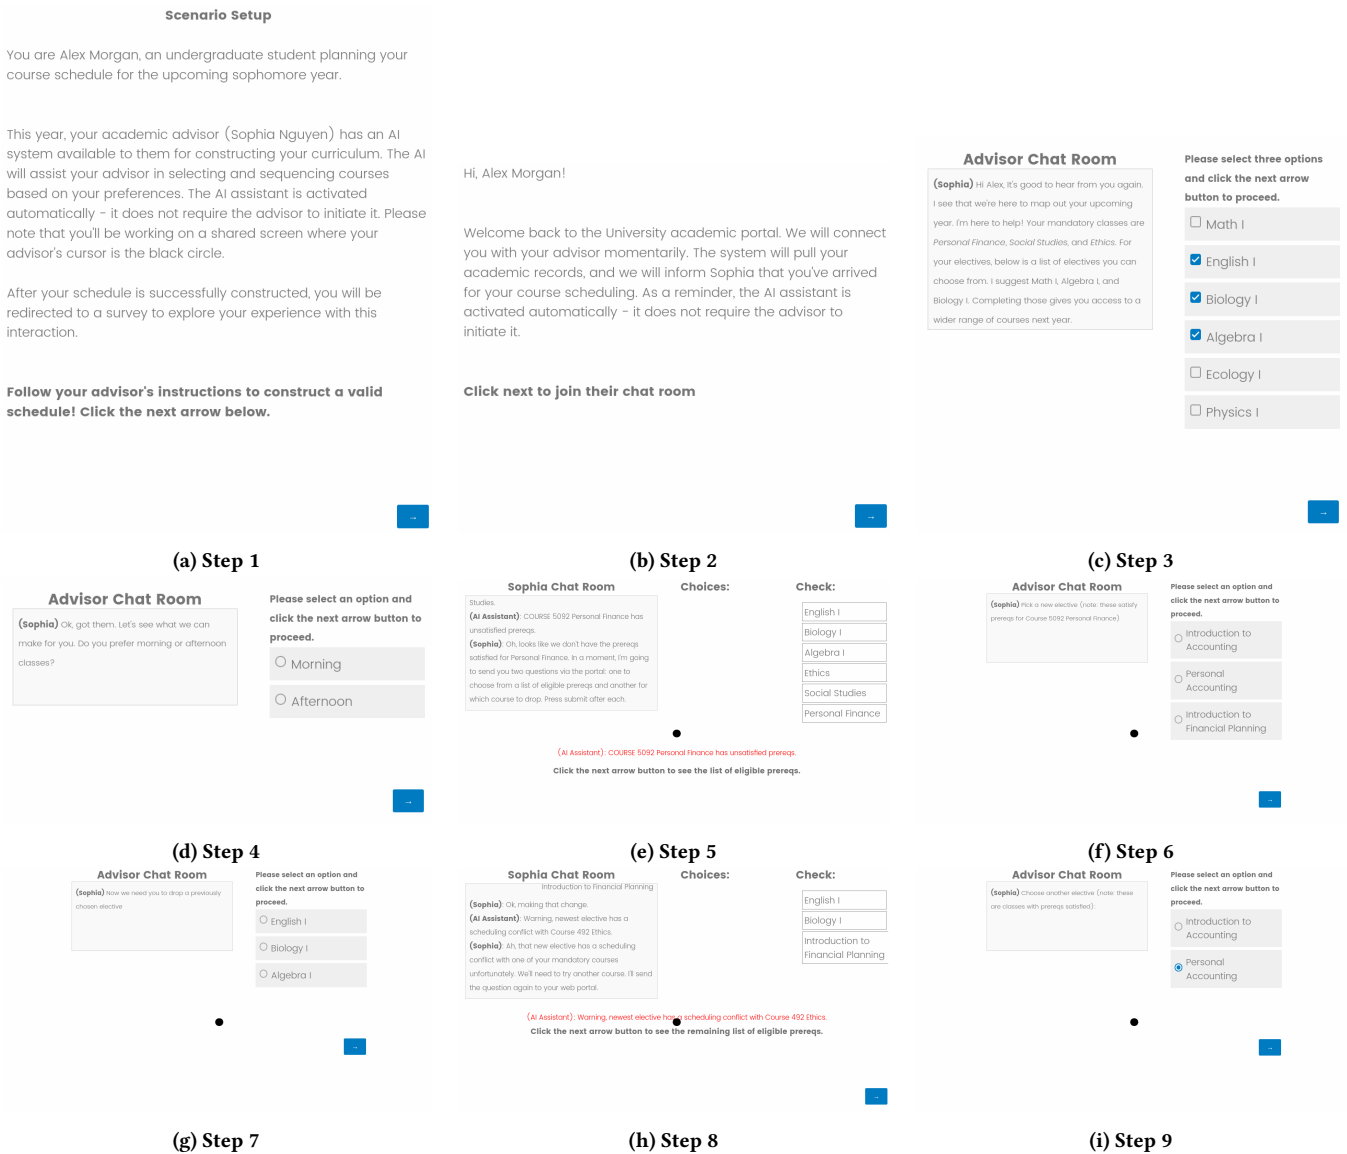 Scenario Setup
You are Alex Morgan, an undergraduate student planning your
course schedule for the upcoming sophomore year.
This year, your academic advisor (Sophia Nguyen) has an AI
system available to them for constructing your curriculum. The AI
will assist your advisor in selecting and sequencing courses
based on your preferences. The AI assistant is activated
automatically - it does not require the advisor to initiate it. Please
note that you'll be working on a shared screen where your
advisor's cursor is the black circle.
After your schedule is successfully constructed, you will be
redirected to a survey to explore your experience with this
interaction.
Follow your advisor's instructions to construct a valid
schedule! Click the next arrow below.
→
(a) Step 1
Hi, Alex Morgan!
Welcome back to the University academic portal. We will connect
you with your advisor momentarily. The system will pull your
academic records, and we will inform Sophia that you've arrived
for your course scheduling. As a reminder, the AI assistant is
activated automatically - it does not require the advisor to
initiate it.
Click next to join their chat room
→
(b) Step 2
Advisor Chat Room
(Sophia) Hi Alex, It's good to hear from you again.
I see that we're here to map out your upcoming
year. I'm here to help! Your mandatory classes are
Personal Finance, Social Studies, and Ethics. For
your electives, below is a list of electives you can
choose from. I suggest Math I, Algebra I, and
Biology I. Completing those gives you access to a
wider range of courses next year.
Please select three options
and click the next arrow
button to proceed.
Math I
English I
Biology I
Algebra I
Ecology I
Physics I
→
(c) Step 3
Advisor Chat Room
(Sophia) Ok, got them. Let's see what we can
make for you. Do you prefer morning or afternoon
classes?
Please select an option and
click the next arrow button to
proceed.
Morning
Afternoon
→
(d) Step 4
Sophia Chat Room
Studies.
(AI Assistant): COURSE 5092 Personal Finance has
unsatisfied prereqs.
(Sophia): Oh, looks like we don't have the prereqs
satisfied for Personal Finance. In a moment, I'm going
to send you two questions via the portal: one to
choose from a list of eligible prereqs and another for
which course to drop. Press submit after each.
Choices:
Check:
English I
Biology I
Algebra I
Ethics
Social Studies
Personal Finance
(AI Assistant): COURSE 5092 Personal Finance has unsatisfied prereqs.
Click the next arrow button to see the list of eligible prereqs.
(e) Step 5
Advisor Chat Room
(Sophia) Pick a new elective (note: these satisfy
prereqs for Course 5092 Personal Finance)
Please select an option and
click the next arrow button to
proceed.
Introduction to
Accounting
Personal
Accounting
Introduction to
Financial Planning
→
(f) Step 6
Advisor Chat Room
(Sophia) Now we need you to drop a previously
chosen elective
Please select an option and
click the next arrow button to
proceed.
English I
Biology I
Algebra I
→
(g) Step 7
Sophia Chat Room
Introduction to Financial Planning
(Sophia): Ok, making that change.
(AI Assistant): Warning, newest elective has a
scheduling conflict with Course 492 Ethics.
(Sophia): Ah, that new elective has a scheduling
conflict with one of your mandatory courses
unfortunately. We'll need to try another course. I'll send
the question again to your web portal.
Choices:
Check:
English I
Biology I
Introduction to
Financial Planning
(AI Assistant): Warning, newest elective has a scheduling conflict with Course 492 Ethics.
Click the next arrow button to see the remaining list of eligible prereqs.
→
(h) Step 8
Advisor Chat Room
(Sophia) Choose another elective (note: these
are classes with prereqs satisfied):
Please select an option and
click the next arrow button to
proceed.
Introduction to
Accounting
Personal
Accounting
→
(i) Step 9